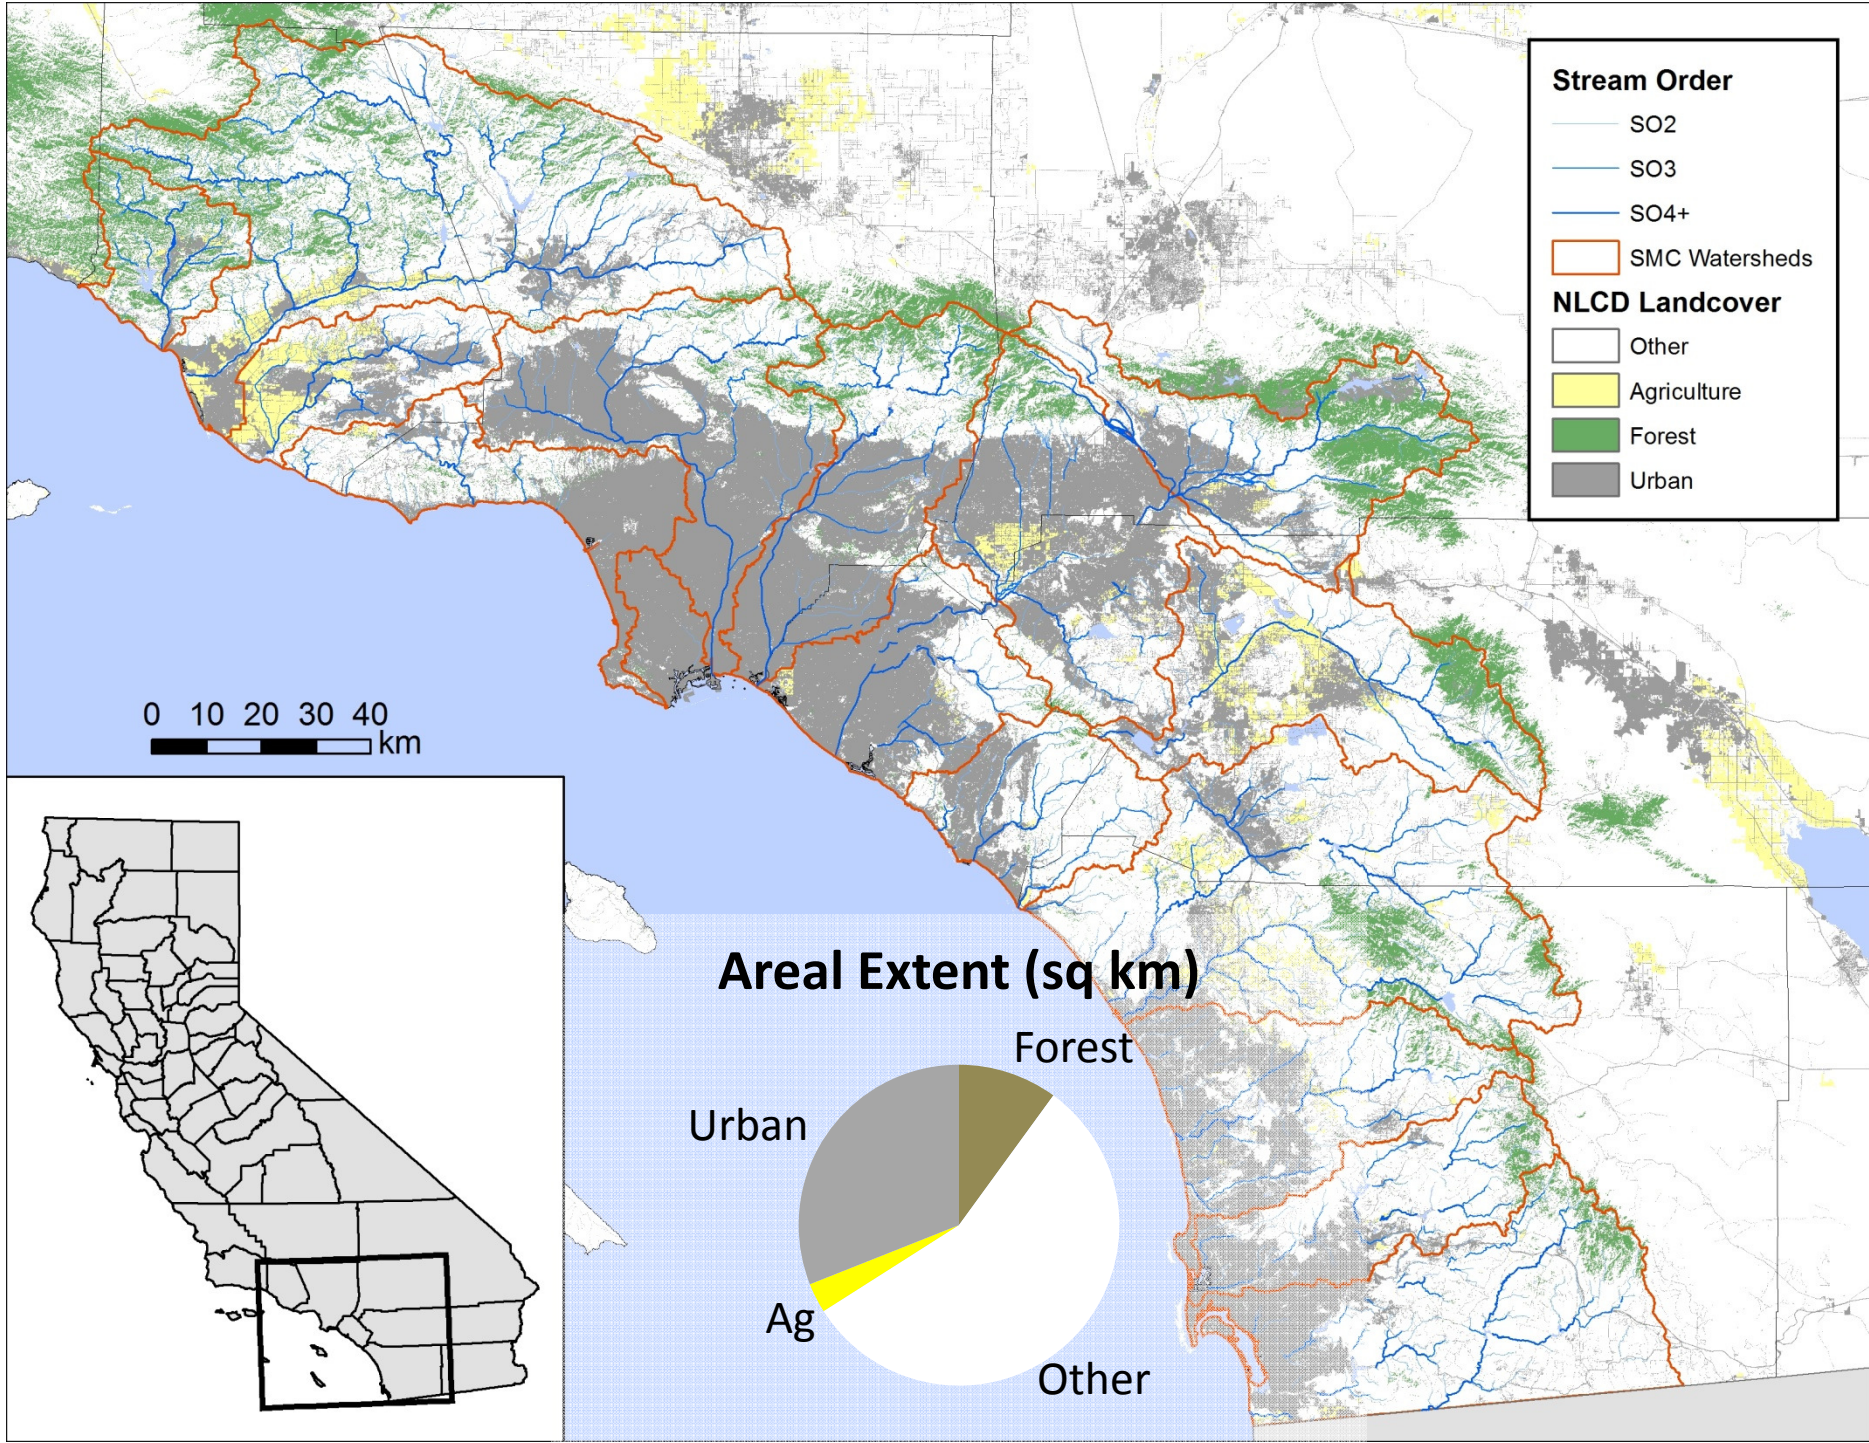 Stream Order
SO2
SO3
SO4+
SMC Watersheds
NLCD Landcover
Other
Agriculture
Forest
Urban
0 10 20 30 40
km
Areal Extent (sq km)
Forest
Urban
Ag
Other